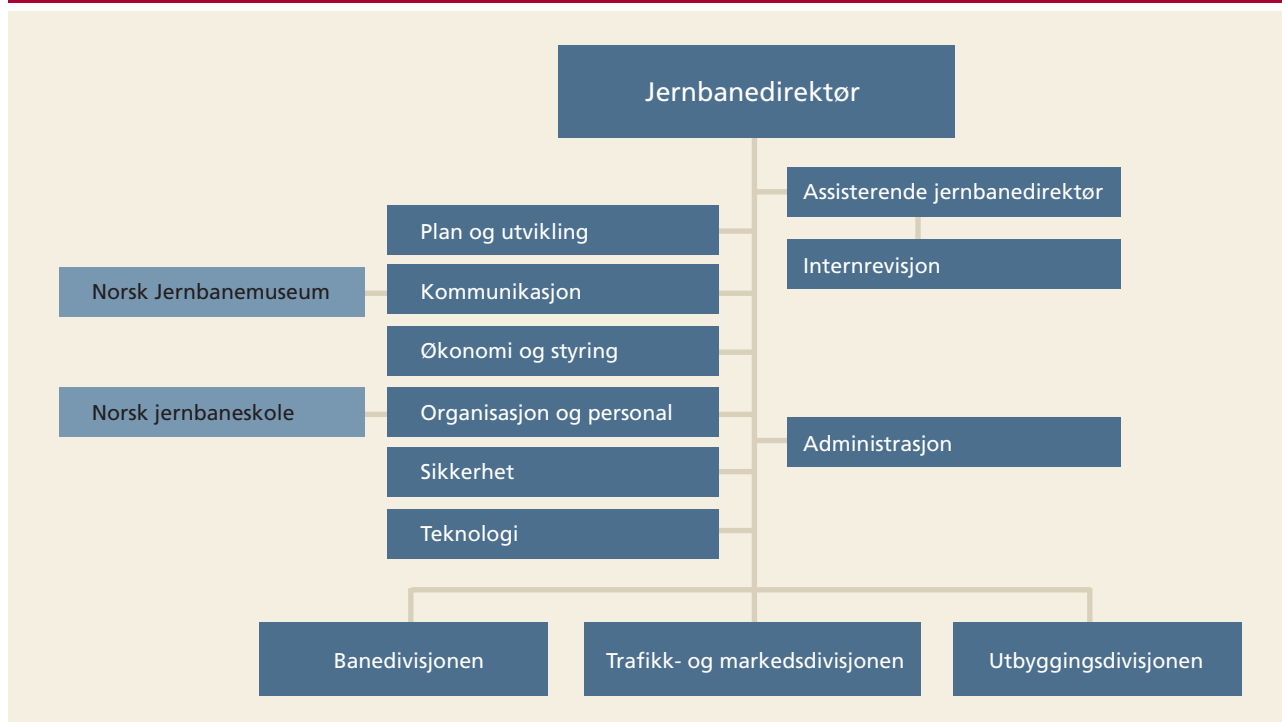 Jernbanedirektør
Assisterende jernbanedirektør
Plan og utvikling
Internrevisjon
Norsk Jernbanemuseum
Kommunikasjon
Økonomi og styring
Norsk jernbaneskole
Organisasjon og personal
Administrasjon
Sikkerhet
Teknologi
Banedivisjonen
Trafikk- og markedsdivisjonen
Utbyggingsdivisjonen